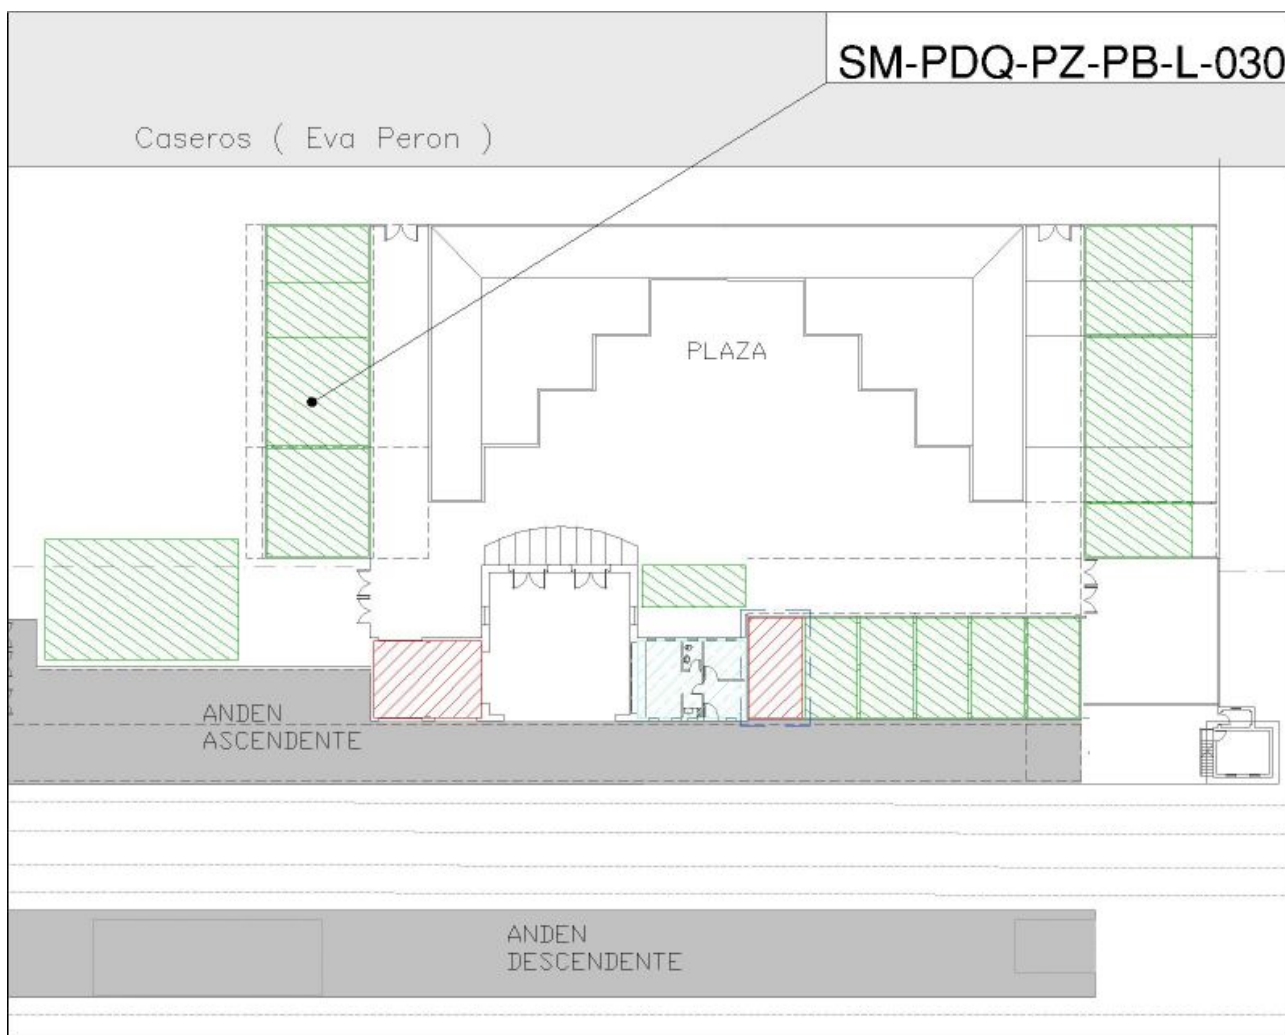 SM-PDQ-PZ-PB-L-030
Caseros ( Eva Peron )
PLAZA
ANDEN
ASCENDENTE
ANDEN
DESCENDENTE